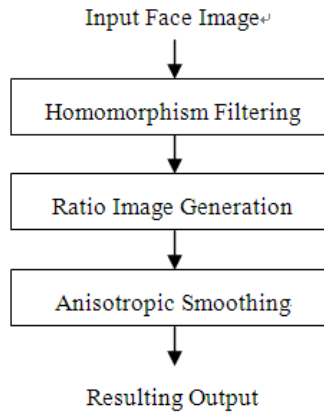 Input Face Image↵
Homomorphism Filtering
Ratio Image Generation
Anisotropic Smoothing
Resulting Output